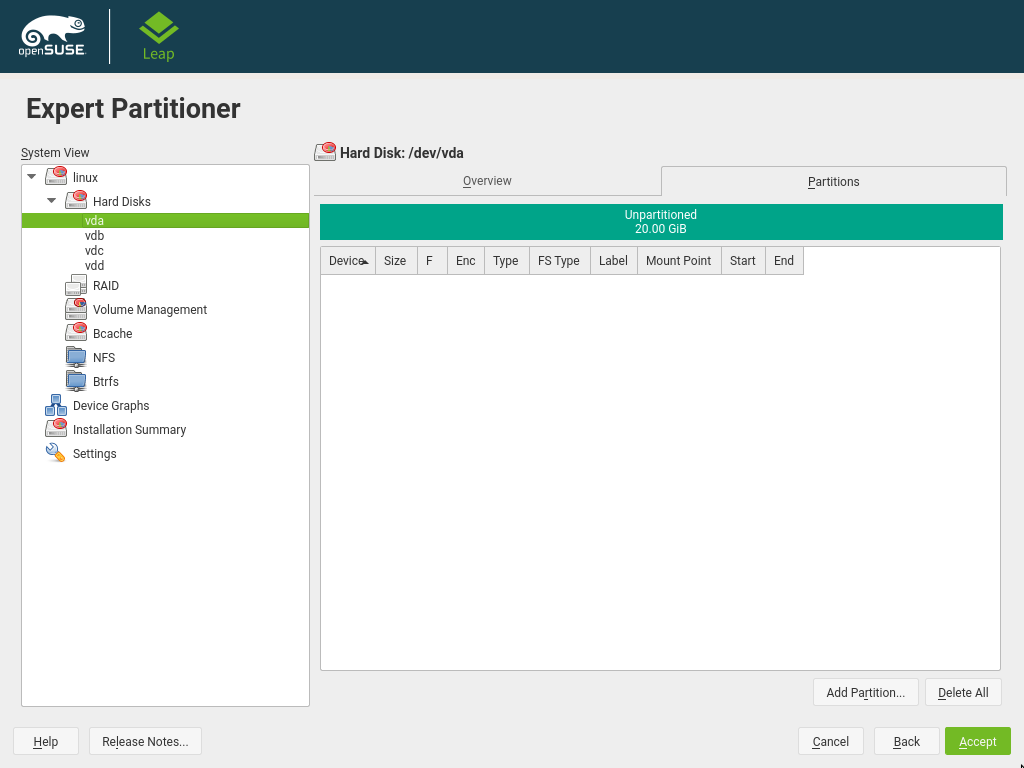 openSUSE
Leap
Expert Partitioner
System View
linux
Hard Disks
vda
vdb
vdc
vdd
RAID
Volume Management
Bcache
NFS
Btrfs
Device Graphs
Installation Summary
Settings
Hard Disk: /dev/vda
Overview Partitions
Unpartitioned
20.00 GiB
Device Size F Enc Type FS Type Label Mount Point Start End
Add Partition... Delete All
Help Release Notes... Cancel Back Accept